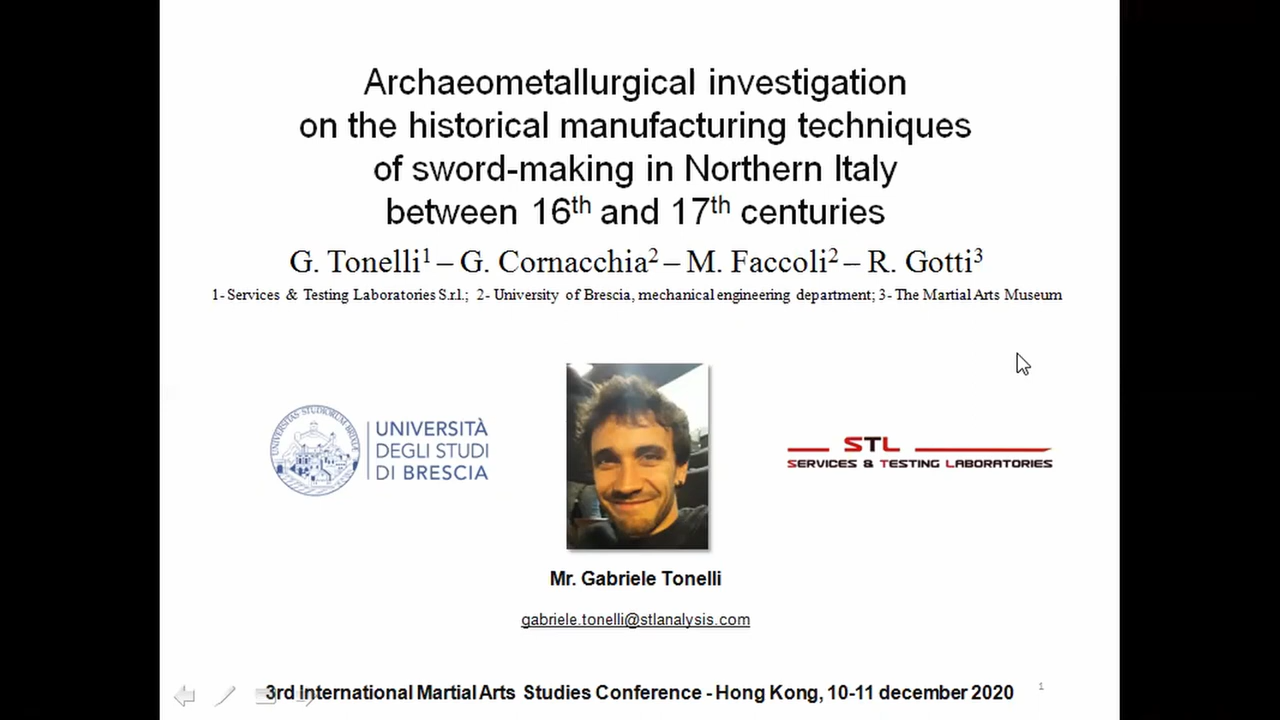 Archaeometallurgical investigation
on the historical manufacturing techniques
of sword-making in Northern Italy
between 16th and 17th centuries
G. Tonelli1 – G. Cornacchia2 – M. Faccoli2 – R. Gotti3
1- Services & Testing Laboratories S.r.l.; 2- University of Brescia, mechanical engineering department; 3- The Martial Arts Museum
UNIVERSITÀ
DEGLI STUDI
DI BRESCIA
STL
SERVICES & TESTING LABORATORIES
Mr. Gabriele Tonelli
gabriele.tonelli@stlanalysis.com
3rd International Martial Arts Studies Conference - Hong Kong, 10-11 december 2020
1